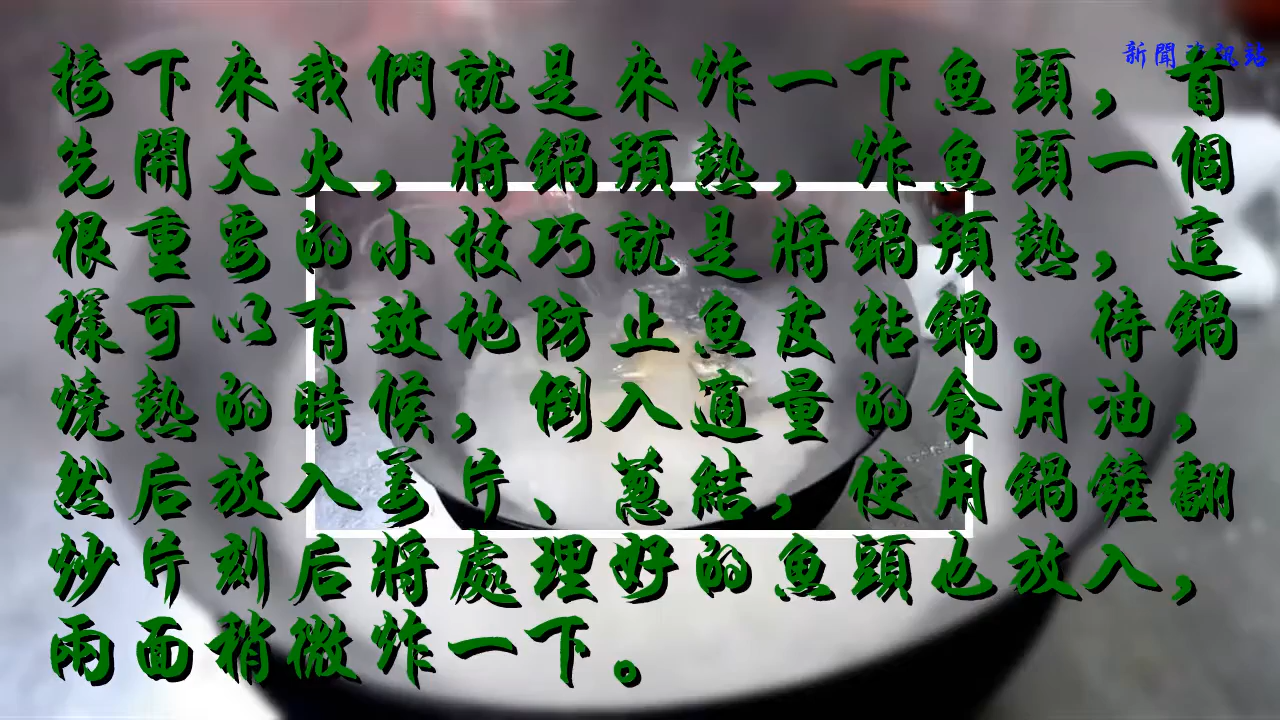 新聞資訊站
接下來我們就是來炸一下魚頭，首
先開大火，將鍋預熱，炸魚頭一個
很重要的小技巧就是將鍋預熱，這
樣可以有效地防止魚皮粘鍋。待鍋
燒熱的時候，倒入適量的食用油，
然后放入姜片、蔥結，使用鍋鏟翻
炒片刻后將處理好的魚頭也放入，
兩面稍微炸一下。